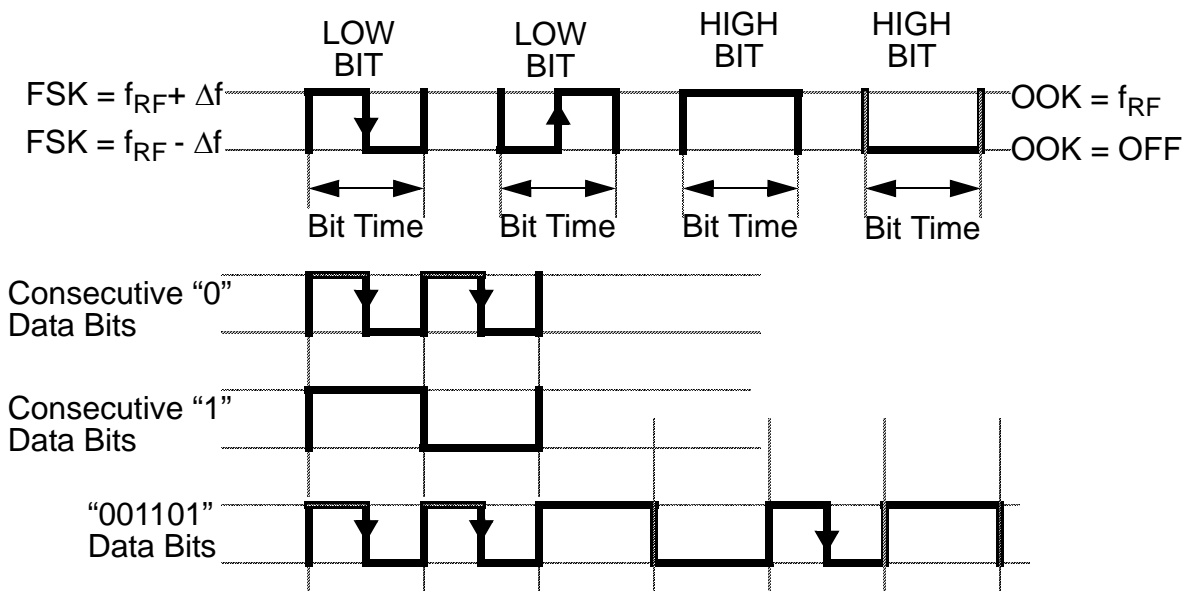 LOW
BIT
LOW
BIT
HIGH
BIT
HIGH
BIT
FSK = fRF+ Δf
FSK = fRF - Δf
OOK = fRF
OOK = OFF
Bit Time
Bit Time
Bit Time
Bit Time
Consecutive “0”
Data Bits
Consecutive “1”
Data Bits
“001101”
Data Bits